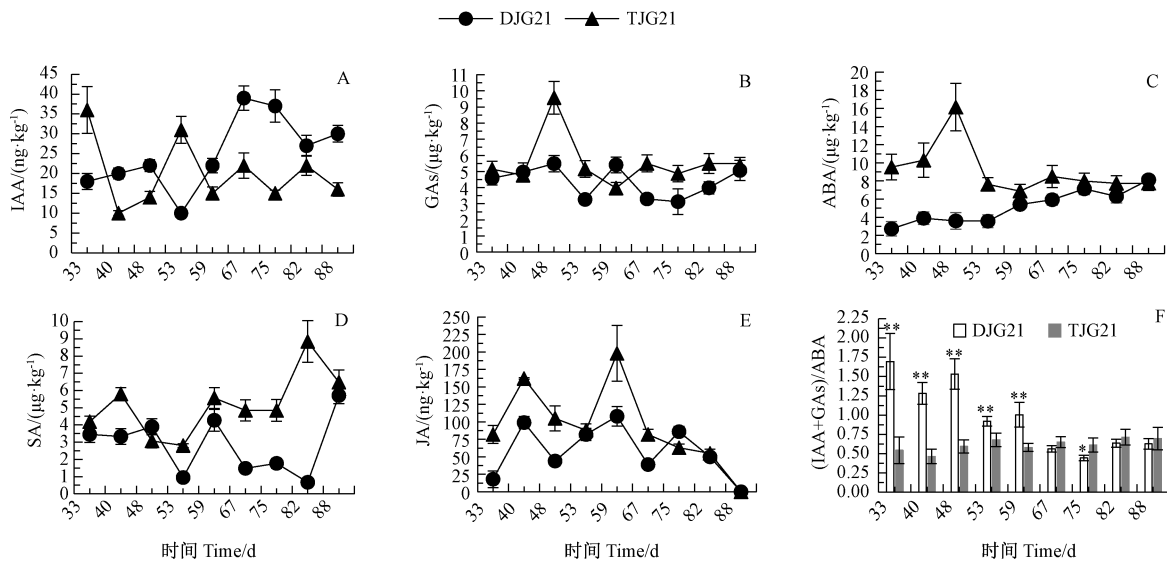 DJG21 TJG21
A
IAA/(ng·kg-1)
45
40
35
30
25
20
15
10
5
0
33 40 48 53 59 67 75 82 88
B
GAs/(μg·kg-1)
11
10
9
8
7
6
5
4
3
2
1
0
33 40 48 53 59 67 75 82 88
C
ABA/(μg·kg-1)
20
18
16
14
12
10
8
6
4
2
0
33 40 48 53 59 67 75 82 88
D
SA/(μg·kg-1)
10
9
8
7
6
5
4
3
2
1
0
33 40 48 53 59 67 75 82 88
时间 Time/d
E
JA/(ng·kg-1)
250
225
200
175
150
125
100
75
50
25
0
33 40 48 53 59 67 75 82 88
时间 Time/d
F
DJG21 TJG21
(IAA+GAs)/ABA
2.25
2.00
1.75
1.50
1.25
1.00
0.75
0.50
0.25
0.00
** ** ** ** ** *
33 40 48 53 59 67 75 82 88
时间 Time/d